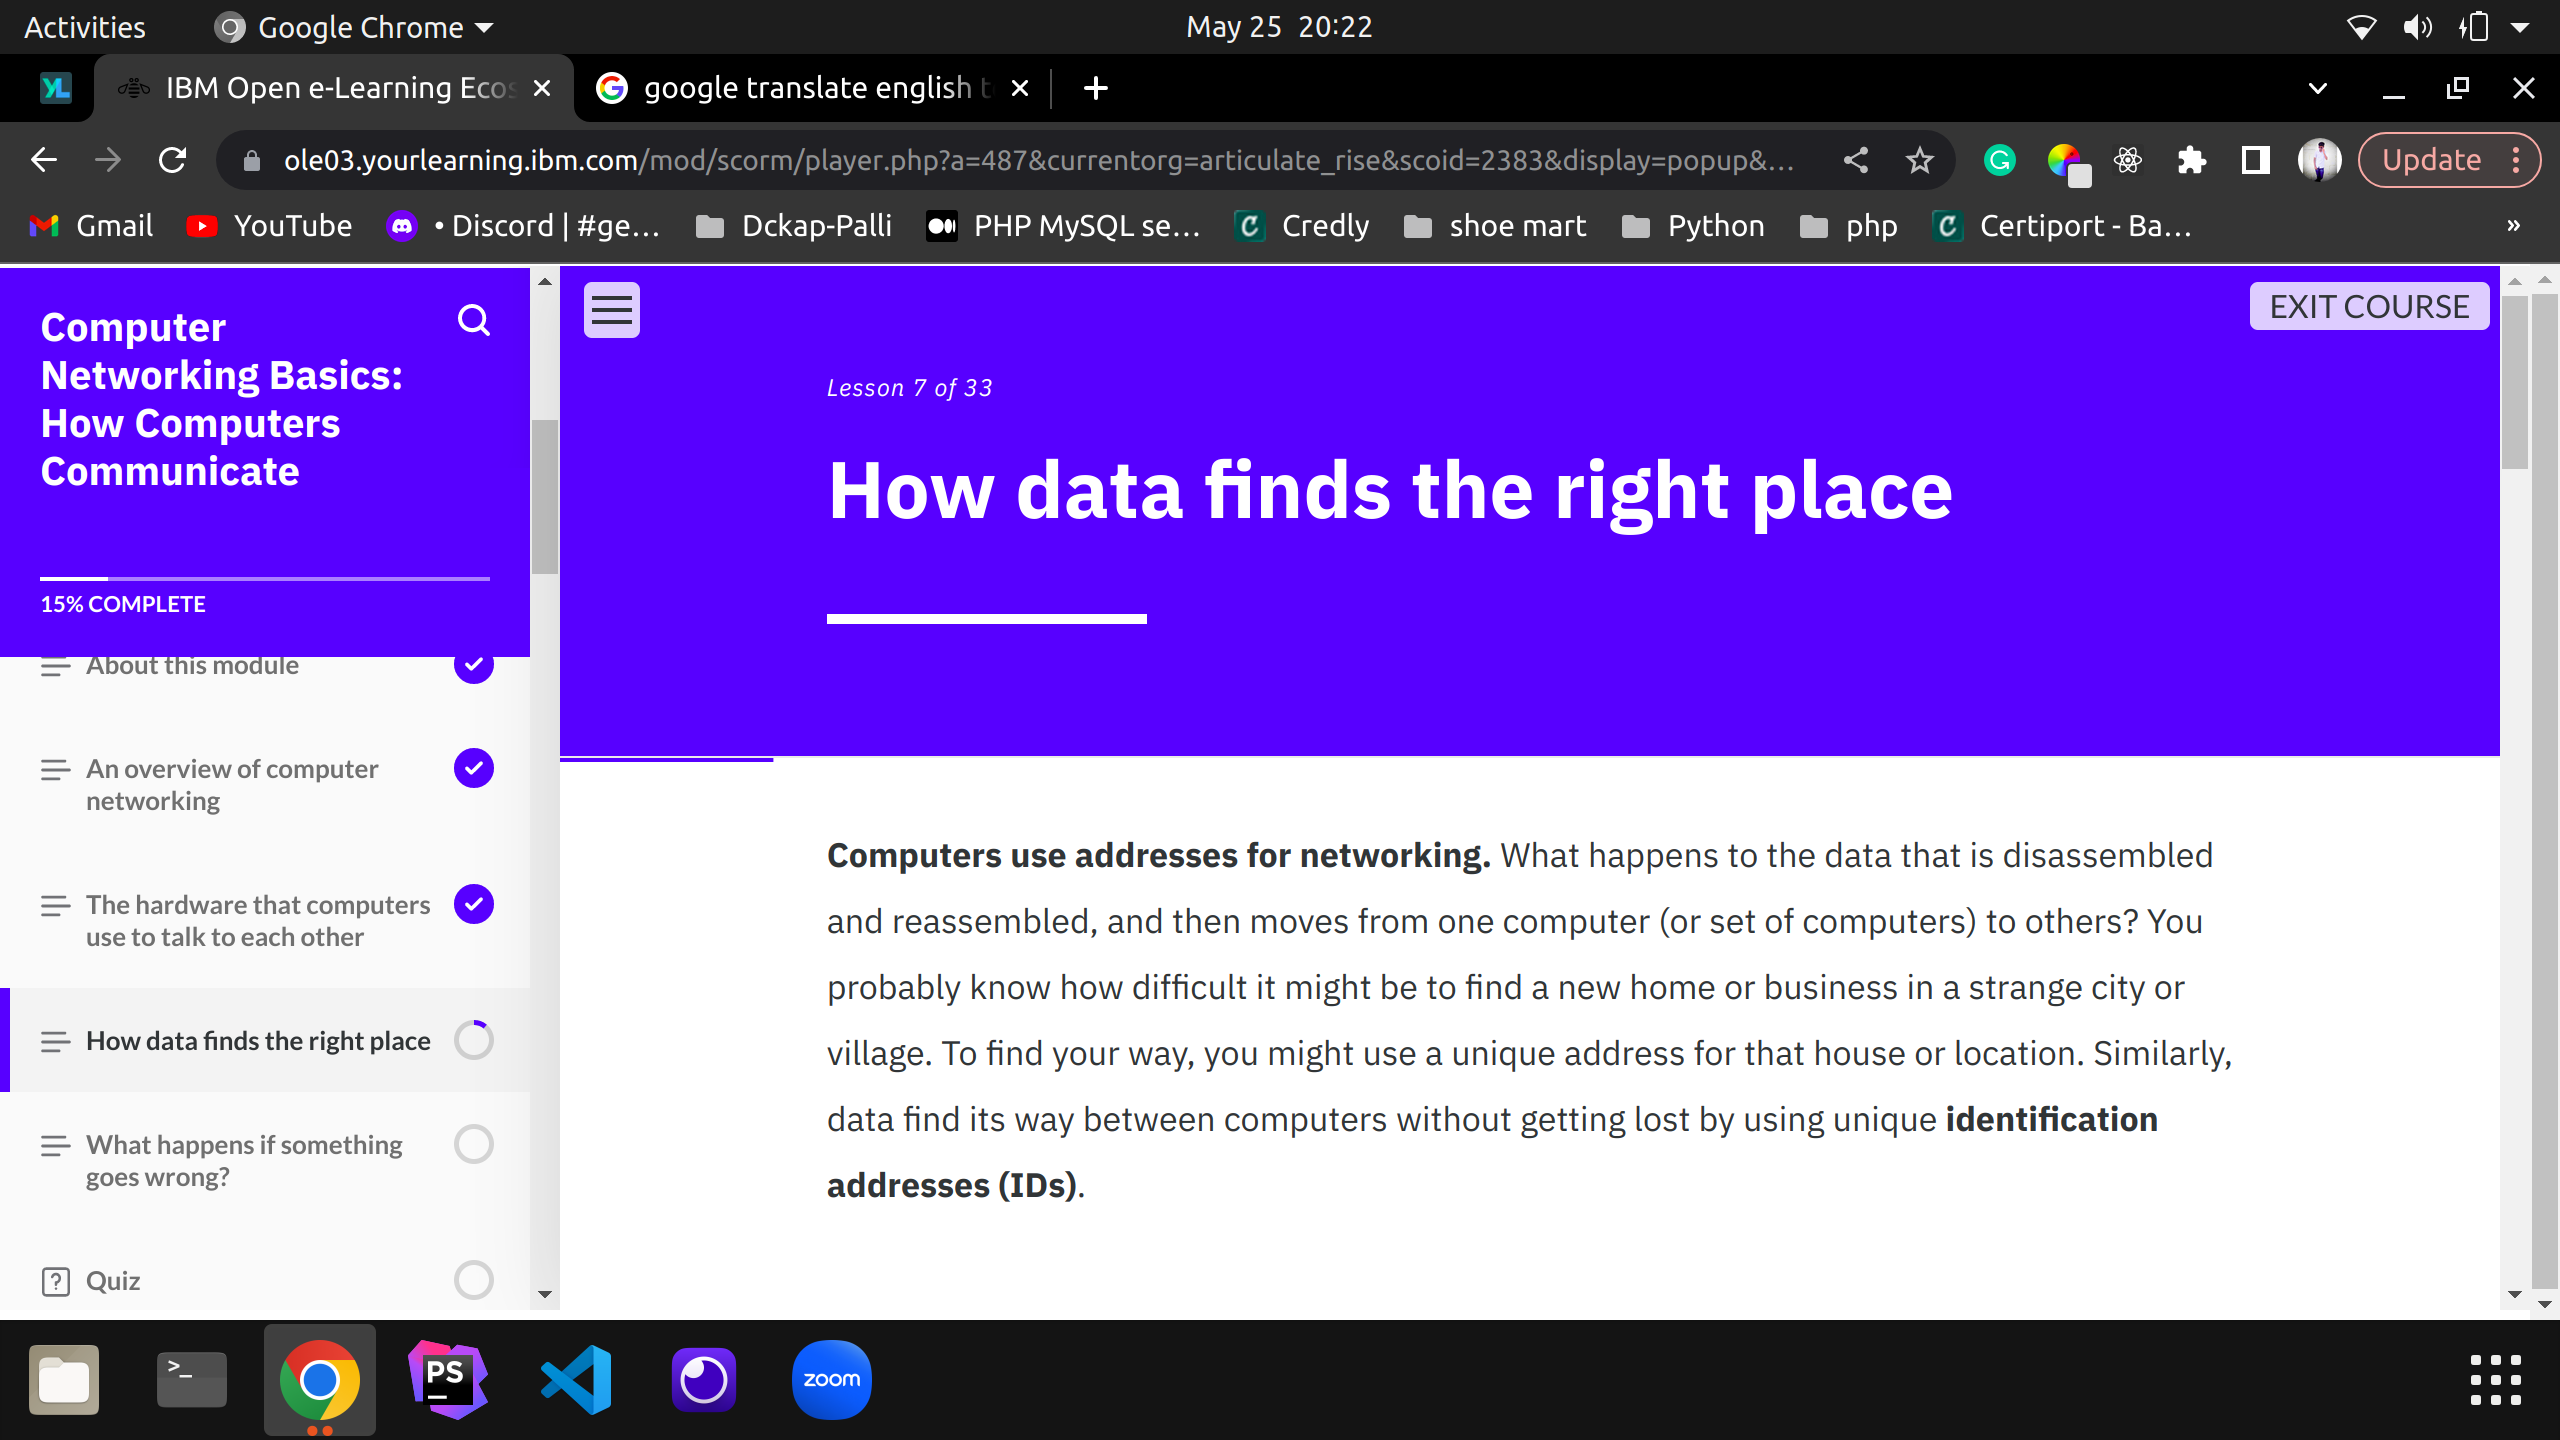 Activities
Google Chrome
May 25 20:22
IBM Open e-Learning Ecos
google translate english t
ole03.yourlearning.ibm.com/mod/scorm/player.php?a=487&currentorg=articulate_rise&scoid=2383&display=popup&...
Update
Gmail
YouTube
• Discord | #ge...
Dckap-Palli
PHP MySQL se...
Credly
shoe mart
Python
php
Certiport - Ba...
»
Computer
Networking Basics:
How Computers
Communicate
15% COMPLETE
About this module
An overview of computer
networking
The hardware that computers
use to talk to each other
How data finds the right place
What happens if something
goes wrong?
Quiz
EXIT COURSE
Lesson 7 of 33
How data finds the right place
Computers use addresses for networking. What happens to the data that is disassembled
and reassembled, and then moves from one computer (or set of computers) to others? You
probably know how difficult it might be to find a new home or business in a strange city or
village. To find your way, you might use a unique address for that house or location. Similarly,
data find its way between computers without getting lost by using unique identification
addresses (IDs).
PS
zoom